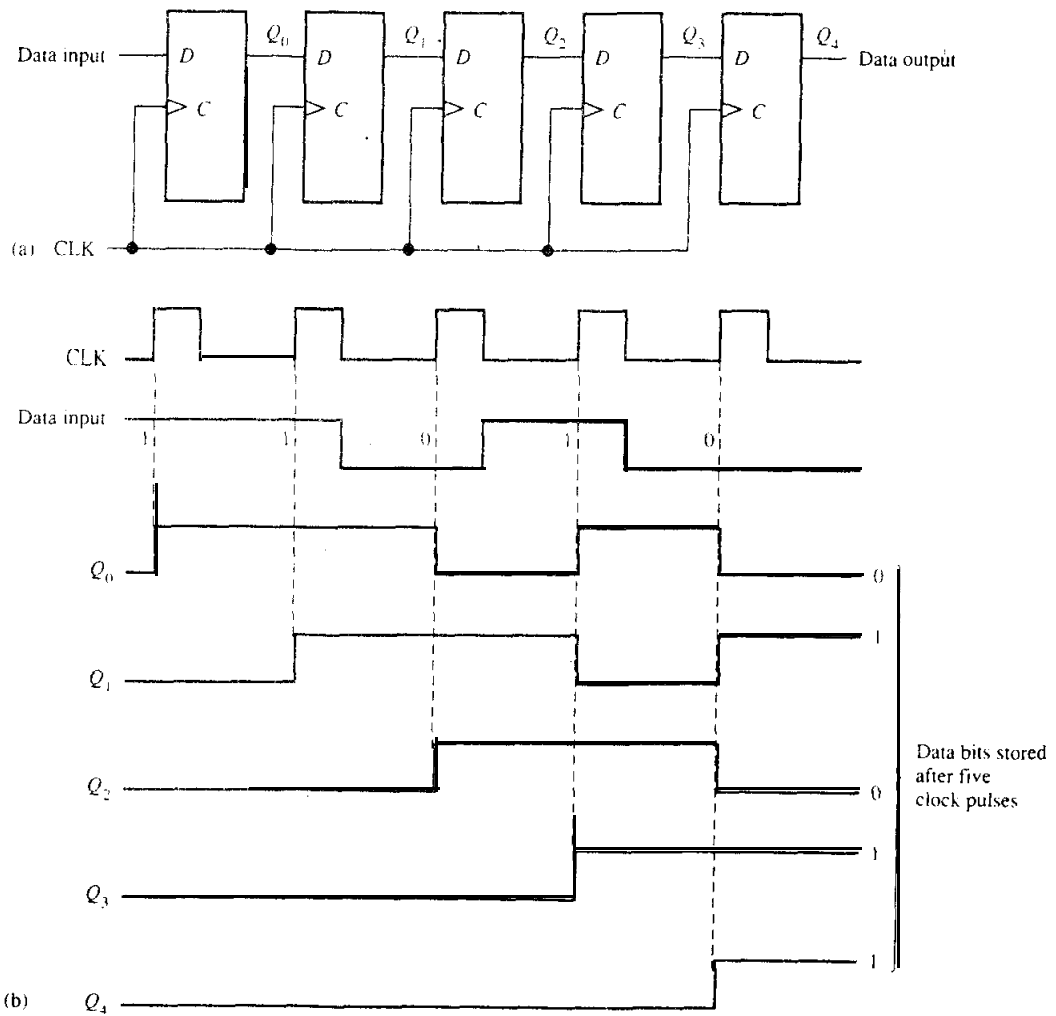 Q₀ Q₁ Q₂ Q₃ Q₄
Data input D D D D D Data output
C C C C C
(a) CLK
CLK
Data input
1 1 0 1 0
Q₀ 0
Q₁ 1
Q₂ 0
Data bits stored
after five
clock pulses
Q₃ 1
(b) Q₄ 1